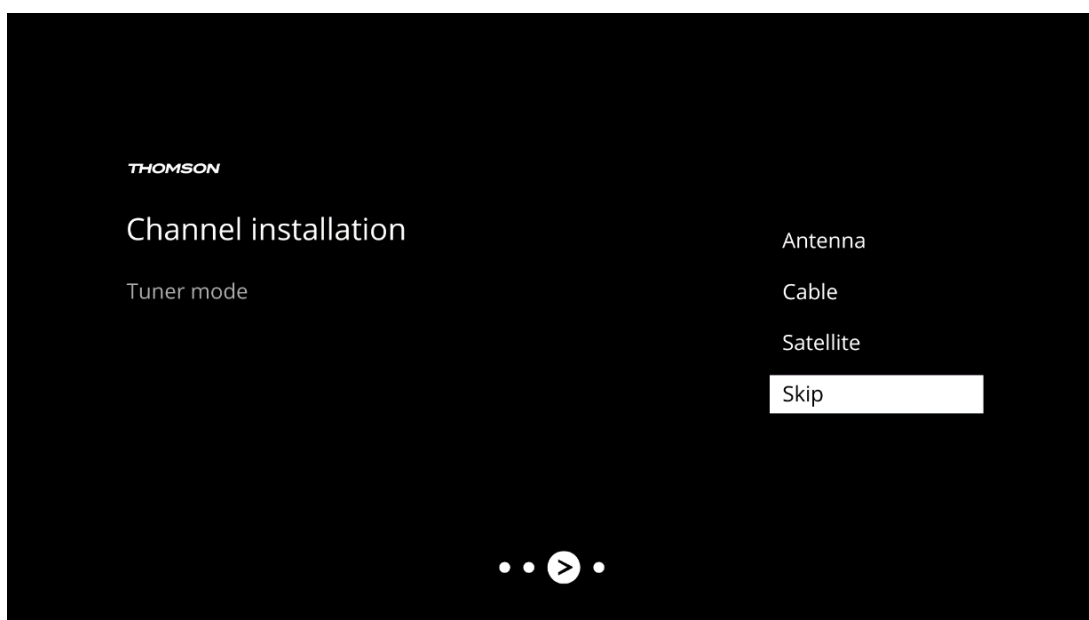 THOMSON
Channel installation
Tuner mode
Antenna
Cable
Satellite
Skip